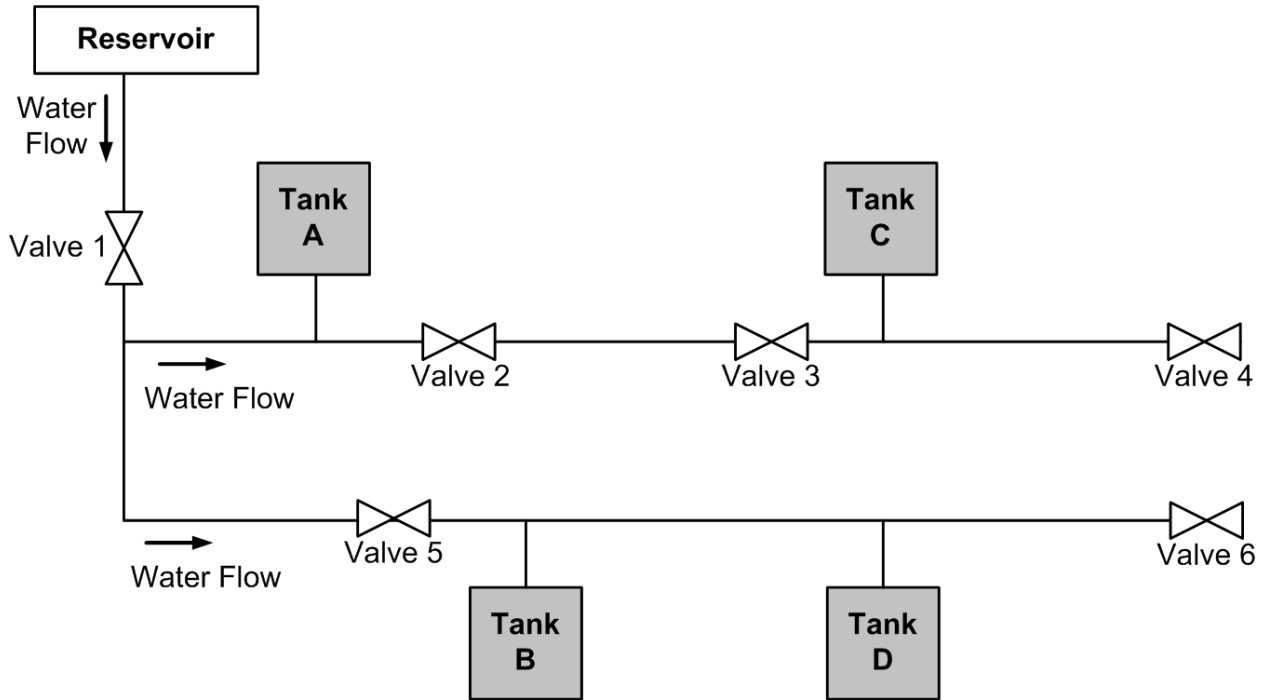 Reservoir
Water
Flow
Tank
A
Tank
C
Valve 1
Valve 2
Valve 3
Valve 4
Water Flow
Valve 5
Valve 6
Water Flow
Tank
B
Tank
D